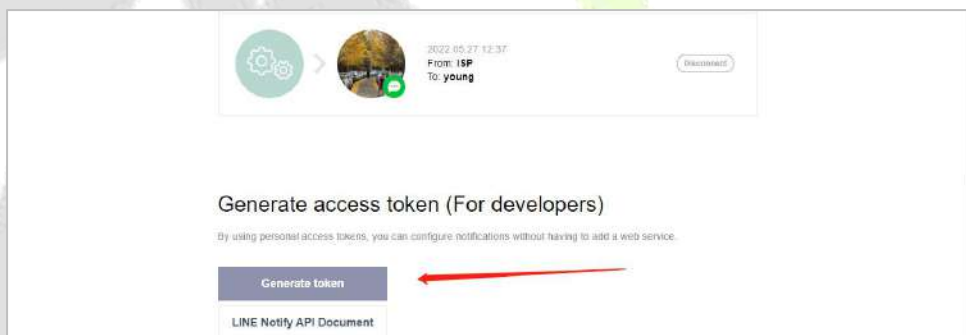 2022.05.27 12:37
From: ISP
To: young
Disconnect
Generate access token (For developers)
By using personal access tokens, you can configure notifications without having to add a web service.
Generate token
LINE Notify API Document